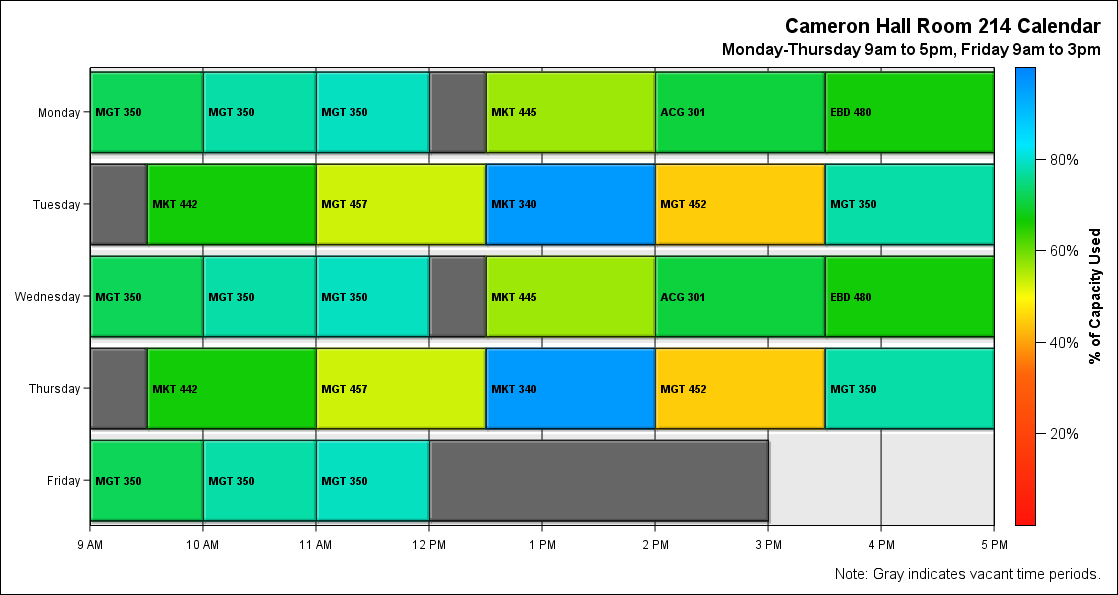 Cameron Hall Room 214 Calendar
Monday-Thursday 9am to 5pm, Friday 9am to 3pm
Monday
MGT 350
MGT 350
MGT 350
MKT 445
ACG 301
EBD 480
Tuesday
MKT 442
MGT 457
MKT 340
MGT 452
MGT 350
Wednesday
MGT 350
MGT 350
MGT 350
MKT 445
ACG 301
EBD 480
Thursday
MKT 442
MGT 457
MKT 340
MGT 452
MGT 350
Friday
MGT 350
MGT 350
MGT 350
9 AM
10 AM
11 AM
12 PM
1 PM
2 PM
3 PM
4 PM
5 PM
80%
60%
40%
20%
% of Capacity Used
Note: Gray indicates vacant time periods.